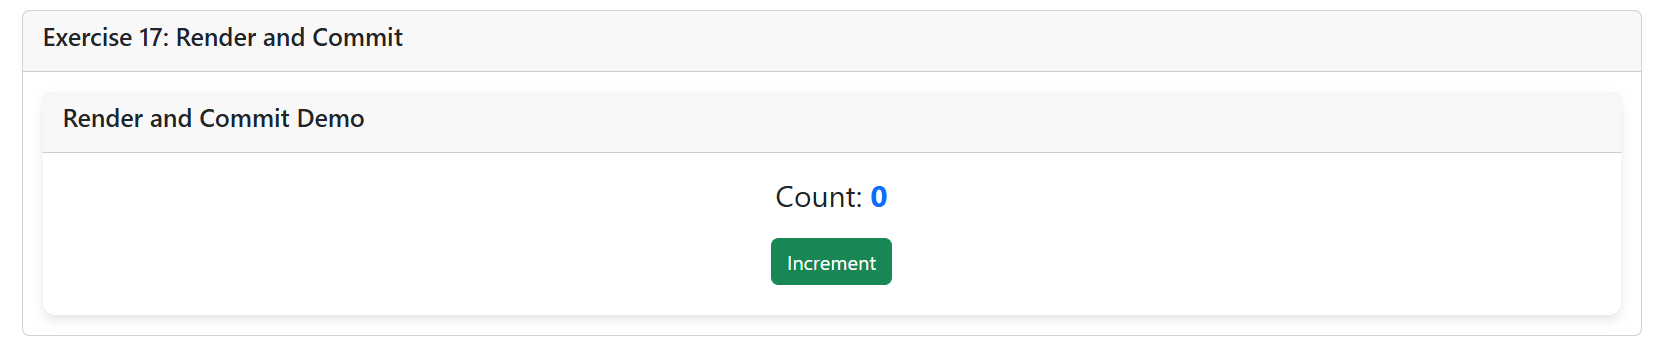 Exercise 17: Render and Commit
Render and Commit Demo
Count: 0
Increment